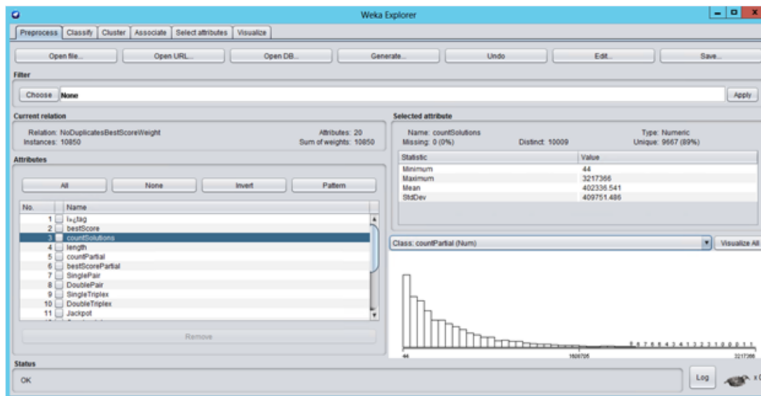 Weka Explorer
Preprocess Classify Cluster Associate Select attributes Visualize
Open file... Open URL... Open DB... Generate... Undo Edit... Save...
Filter
Choose None Apply
Current relation
Relation: NoDuplicatesBestScoreWeight Attributes: 20
Instances: 10850 Sum of weights: 10850
Attributes
All None Invert Pattern
No. Name
1 ï»¿tag
2 bestScore
3 countSolutions
4 length
5 countPartial
6 bestScorePartial
7 SinglePair
8 DoublePair
9 SingleTriplex
10 DoubleTriplex
11 Jackpot
Remove
Selected attribute
Name: countSolutions Type: Numeric
Missing: 0 (0%) Distinct: 10009 Unique: 9667 (89%)
Statistic Value
Minimum 44
Maximum 3217366
Mean 402336.541
StdDev 409751.486
Class: countPartial (Num) Visualize All
44 3217366
Status
OK
Log x 0